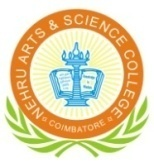 NEHRU ARTS & SCIENCE COLLEGE
COIMBATORE